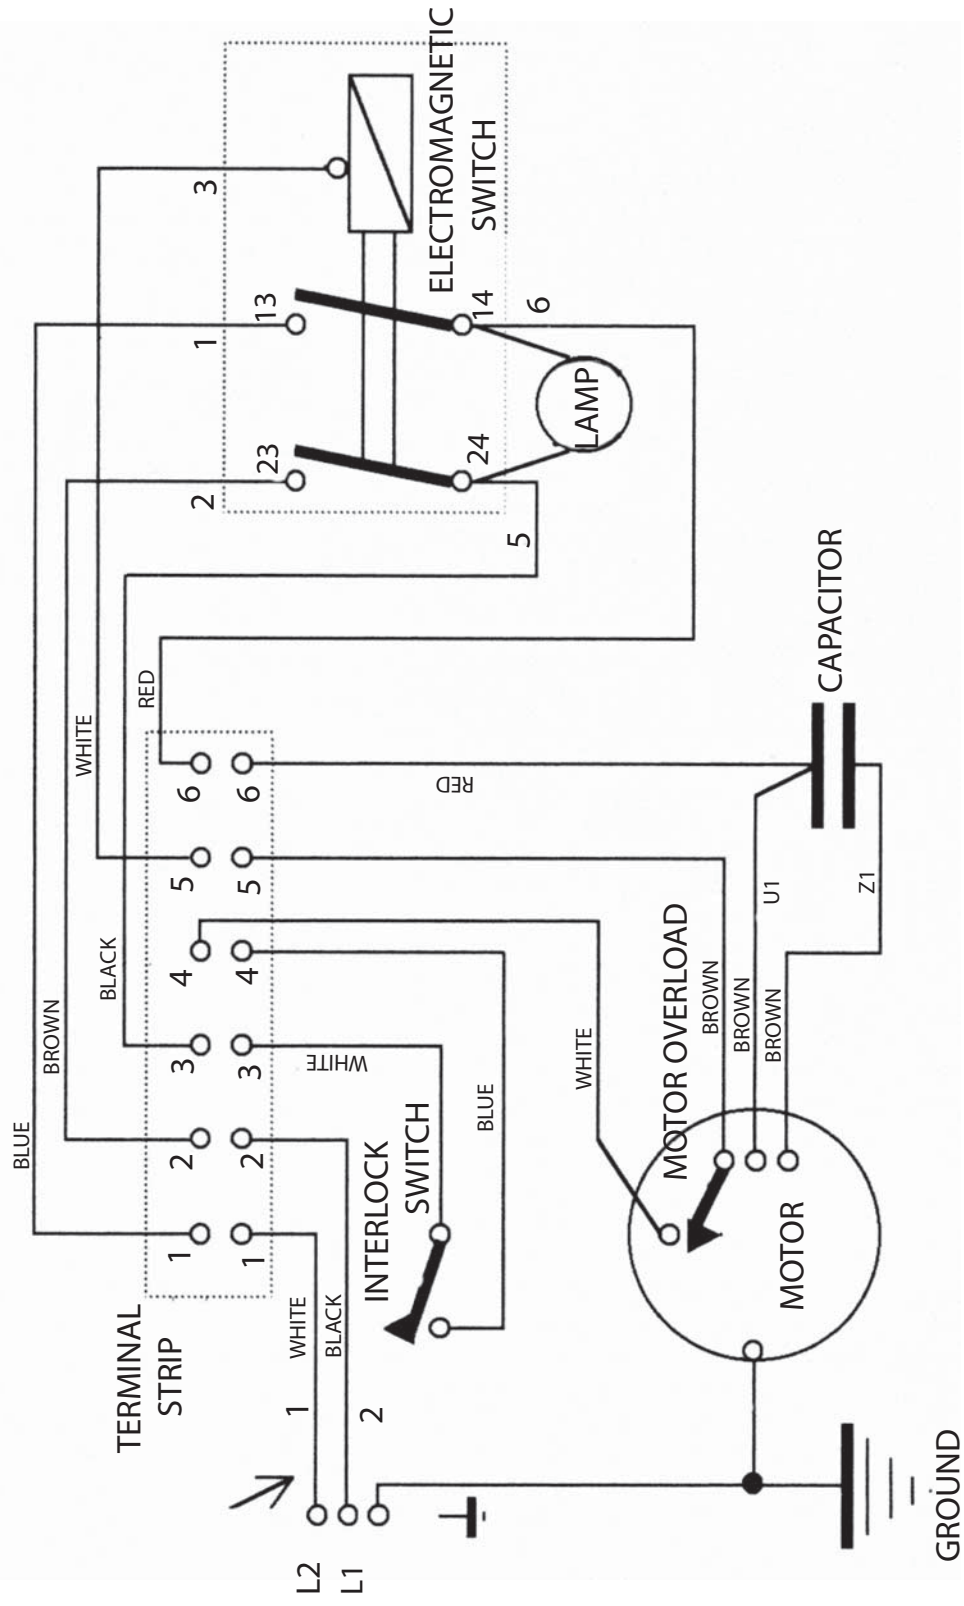 L2
L1
1
2
WHITE
BLACK
TERMINAL
STRIP
1
2
3
4
5
6
1
2
3
4
5
6
BLUE
BROWN
BLACK
WHITE
RED
3
1
2
13
23
14
24
6
5
ELECTROMAGNETIC
SWITCH
LAMP
INTERLOCK
SWITCH
WHITE
BLUE
WHITE
RED
MOTOR OVERLOAD
BROWN
BROWN
BROWN
MOTOR
U1
Z1
CAPACITOR
GROUND